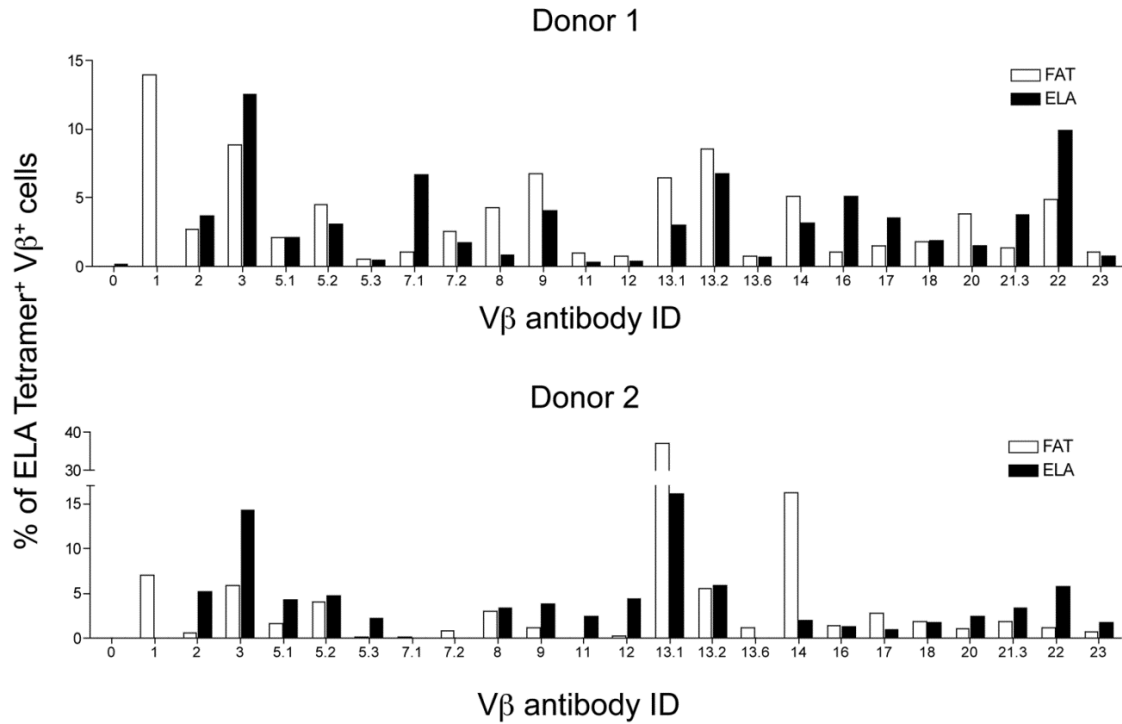 Donor 1
15
10
5
0
FAT
ELA
0 1 2 3 5.1 5.2 5.3 7.1 7.2 8 9 11 12 13.1 13.2 13.6 14 16 17 18 20 21.3 22 23
Vβ antibody ID
% of ELA Tetramer⁺ Vβ⁺ cells
Donor 2
40
30
15
10
5
0
FAT
ELA
0 1 2 3 5.1 5.2 5.3 7.1 7.2 8 9 11 12 13.1 13.2 13.6 14 16 17 18 20 21.3 22 23
Vβ antibody ID